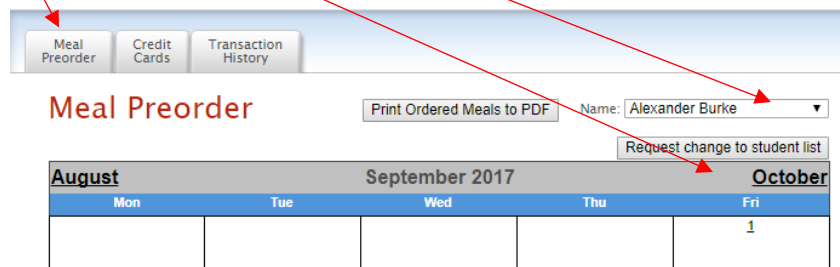 Meal Preorder
Credit Cards
Transaction History
Meal Preorder
Print Ordered Meals to PDF
Name: Alexander Burke
Request change to student list
August September 2017 October
Mon Tue Wed Thu Fri
1